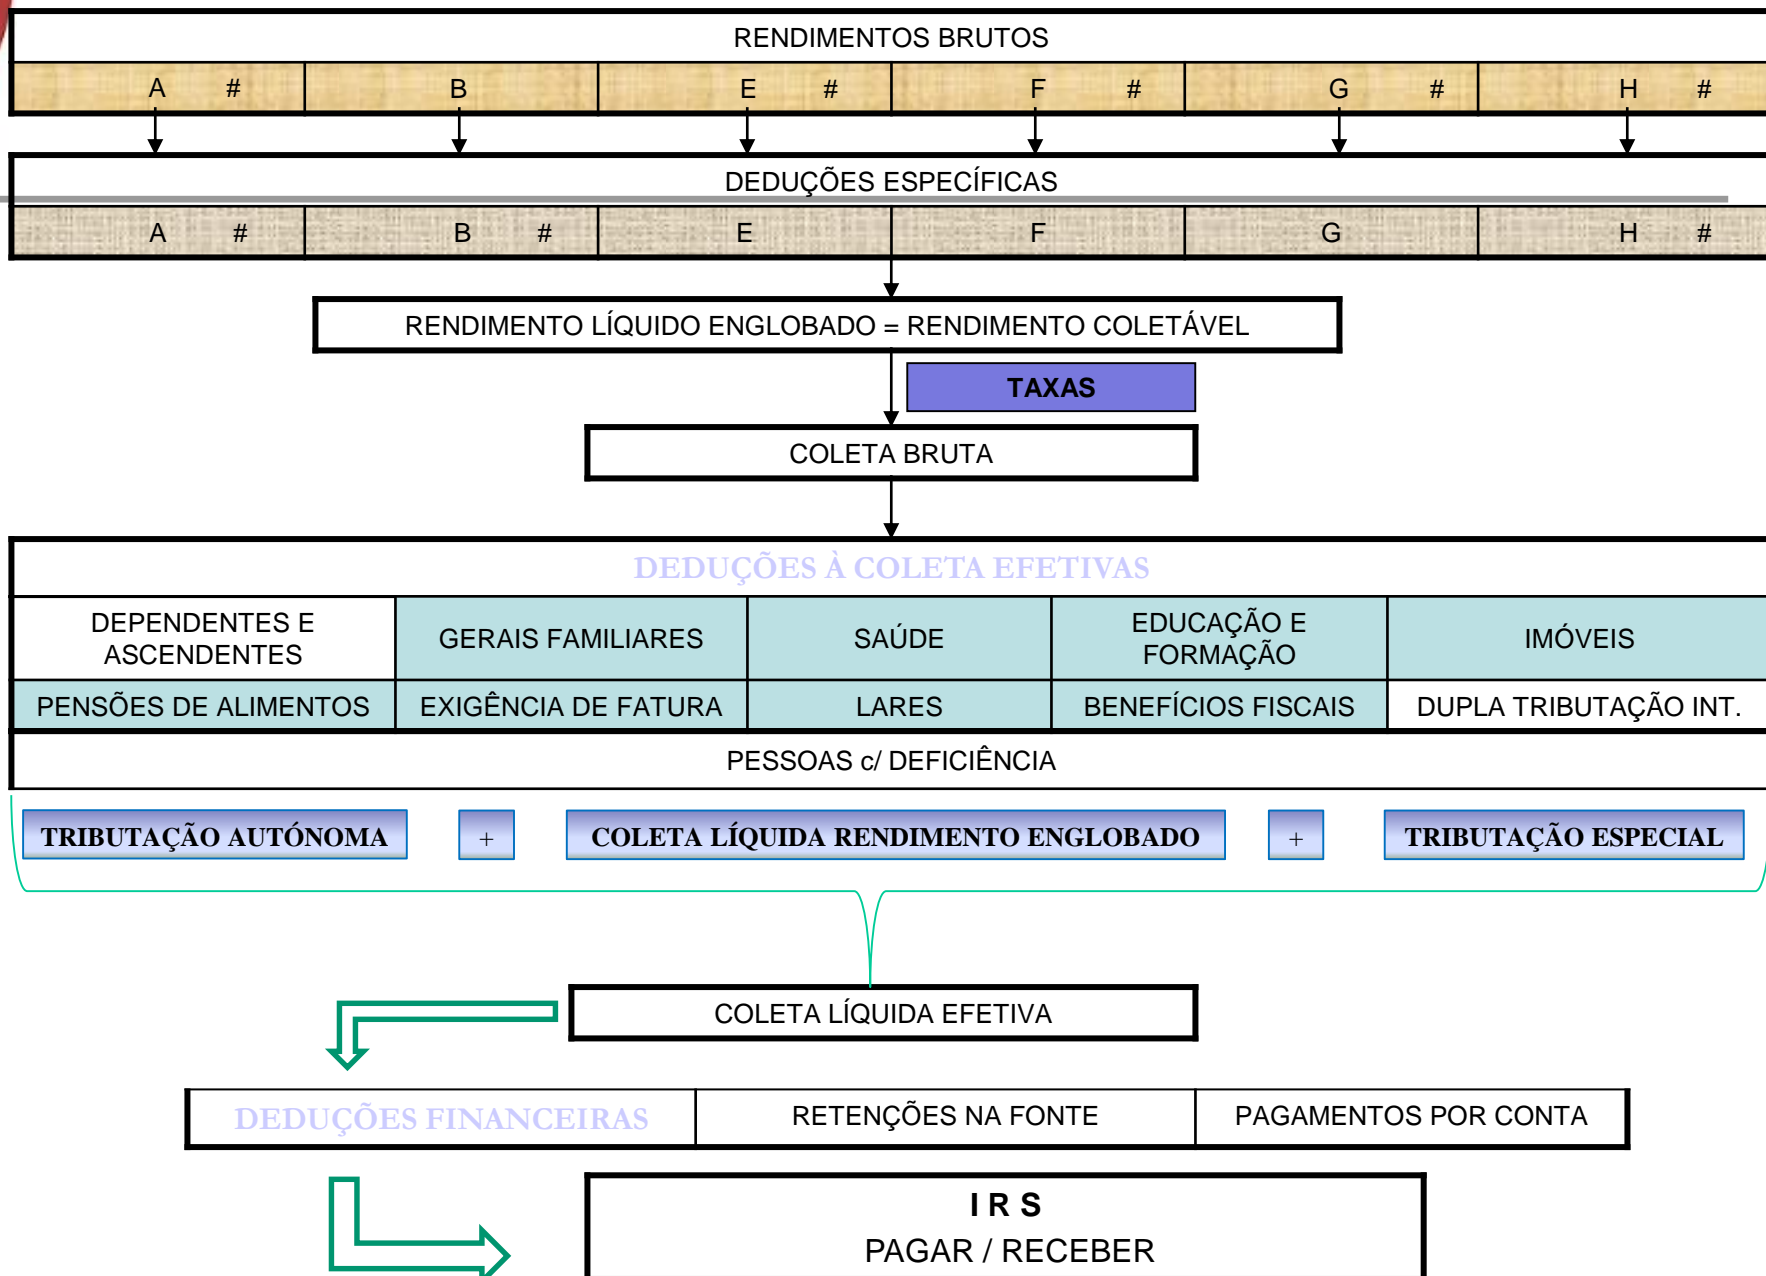 RENDIMENTOS BRUTOS
A # B E # F # G # H #
DEDUÇÕES ESPECÍFICAS
A # B # E F G H #
RENDIMENTO LÍQUIDO ENGLOBADO = RENDIMENTO COLETÁVEL
TAXAS
COLETA BRUTA
DEDUÇÕES À COLETA EFETIVAS
DEPENDENTES E
ASCENDENTES
GERAIS FAMILIARES
SAÚDE
EDUCAÇÃO E
FORMAÇÃO
IMÓVEIS
PENSÕES DE ALIMENTOS
EXIGÊNCIA DE FATURA
LARES
BENEFÍCIOS FISCAIS
DUPLA TRIBUTAÇÃO INT.
PESSOAS c/ DEFICIÊNCIA
TRIBUTAÇÃO AUTÓNOMA + COLETA LÍQUIDA RENDIMENTO ENGLOBADO + TRIBUTAÇÃO ESPECIAL
COLETA LÍQUIDA EFETIVA
DEDUÇÕES FINANCEIRAS
RETENÇÕES NA FONTE
PAGAMENTOS POR CONTA
I R S
PAGAR / RECEBER